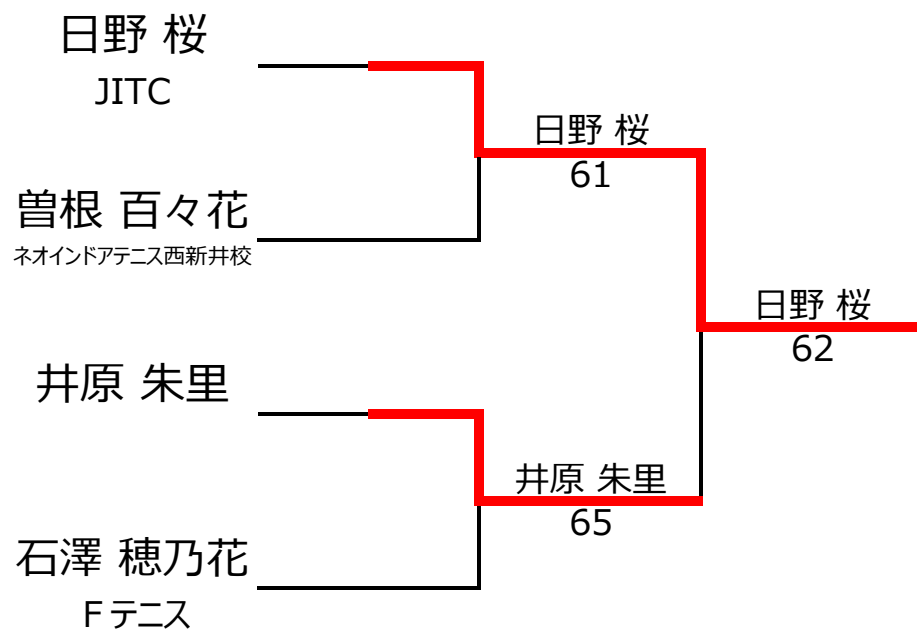 日野 桜
JITC
日野 桜
61
曽根 百々花
ネオインドアテニス西新井校
日野 桜
62
井原 朱里
井原 朱里
65
石澤 穂乃花
Fテニス